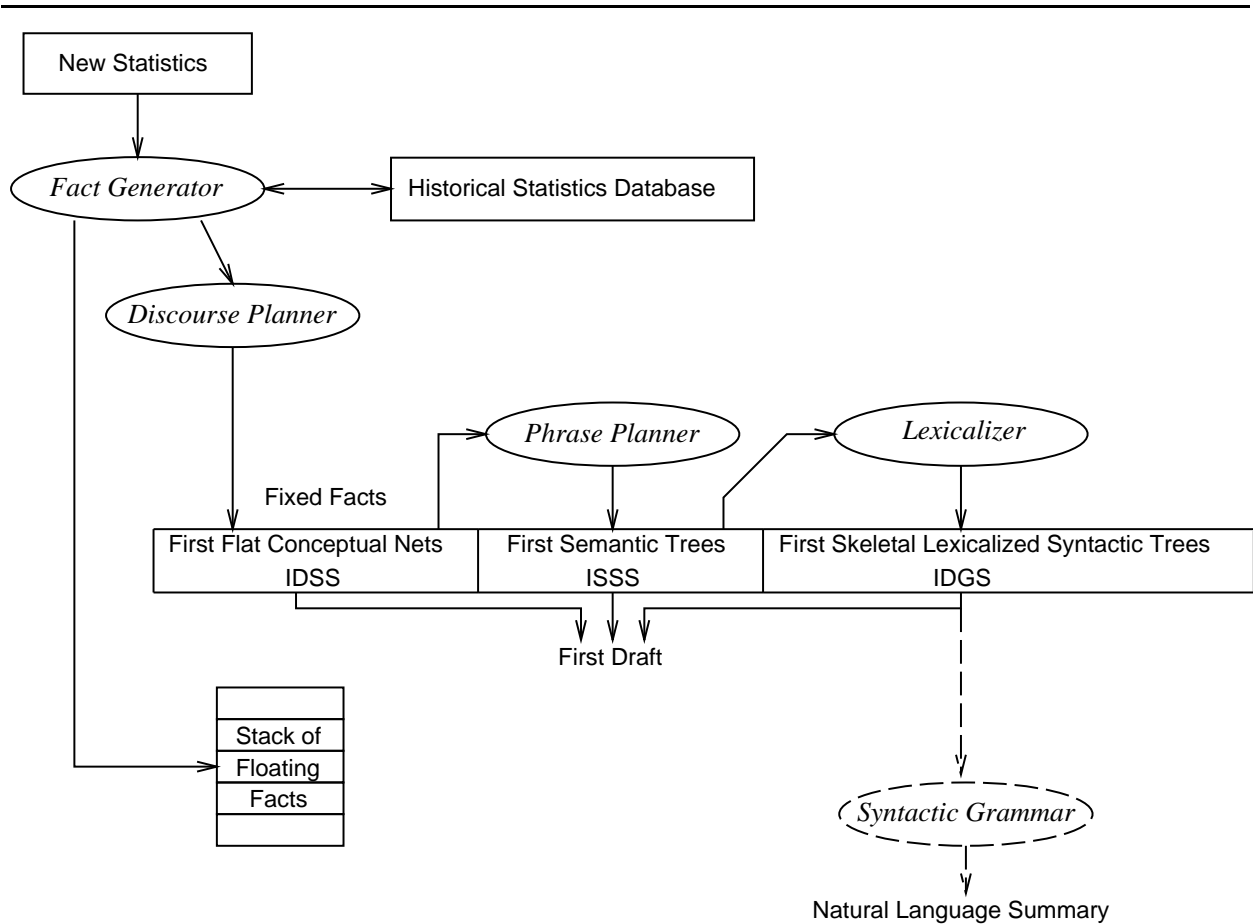 New Statistics
Fact Generator
Historical Statistics Database
Discourse Planner
Phrase Planner
Lexicalizer
Fixed Facts
First Flat Conceptual Nets
IDSS
First Semantic Trees
ISSS
First Skeletal Lexicalized Syntactic Trees
IDGS
First Draft
Stack of
Floating
Facts
Syntactic Grammar
Natural Language Summary